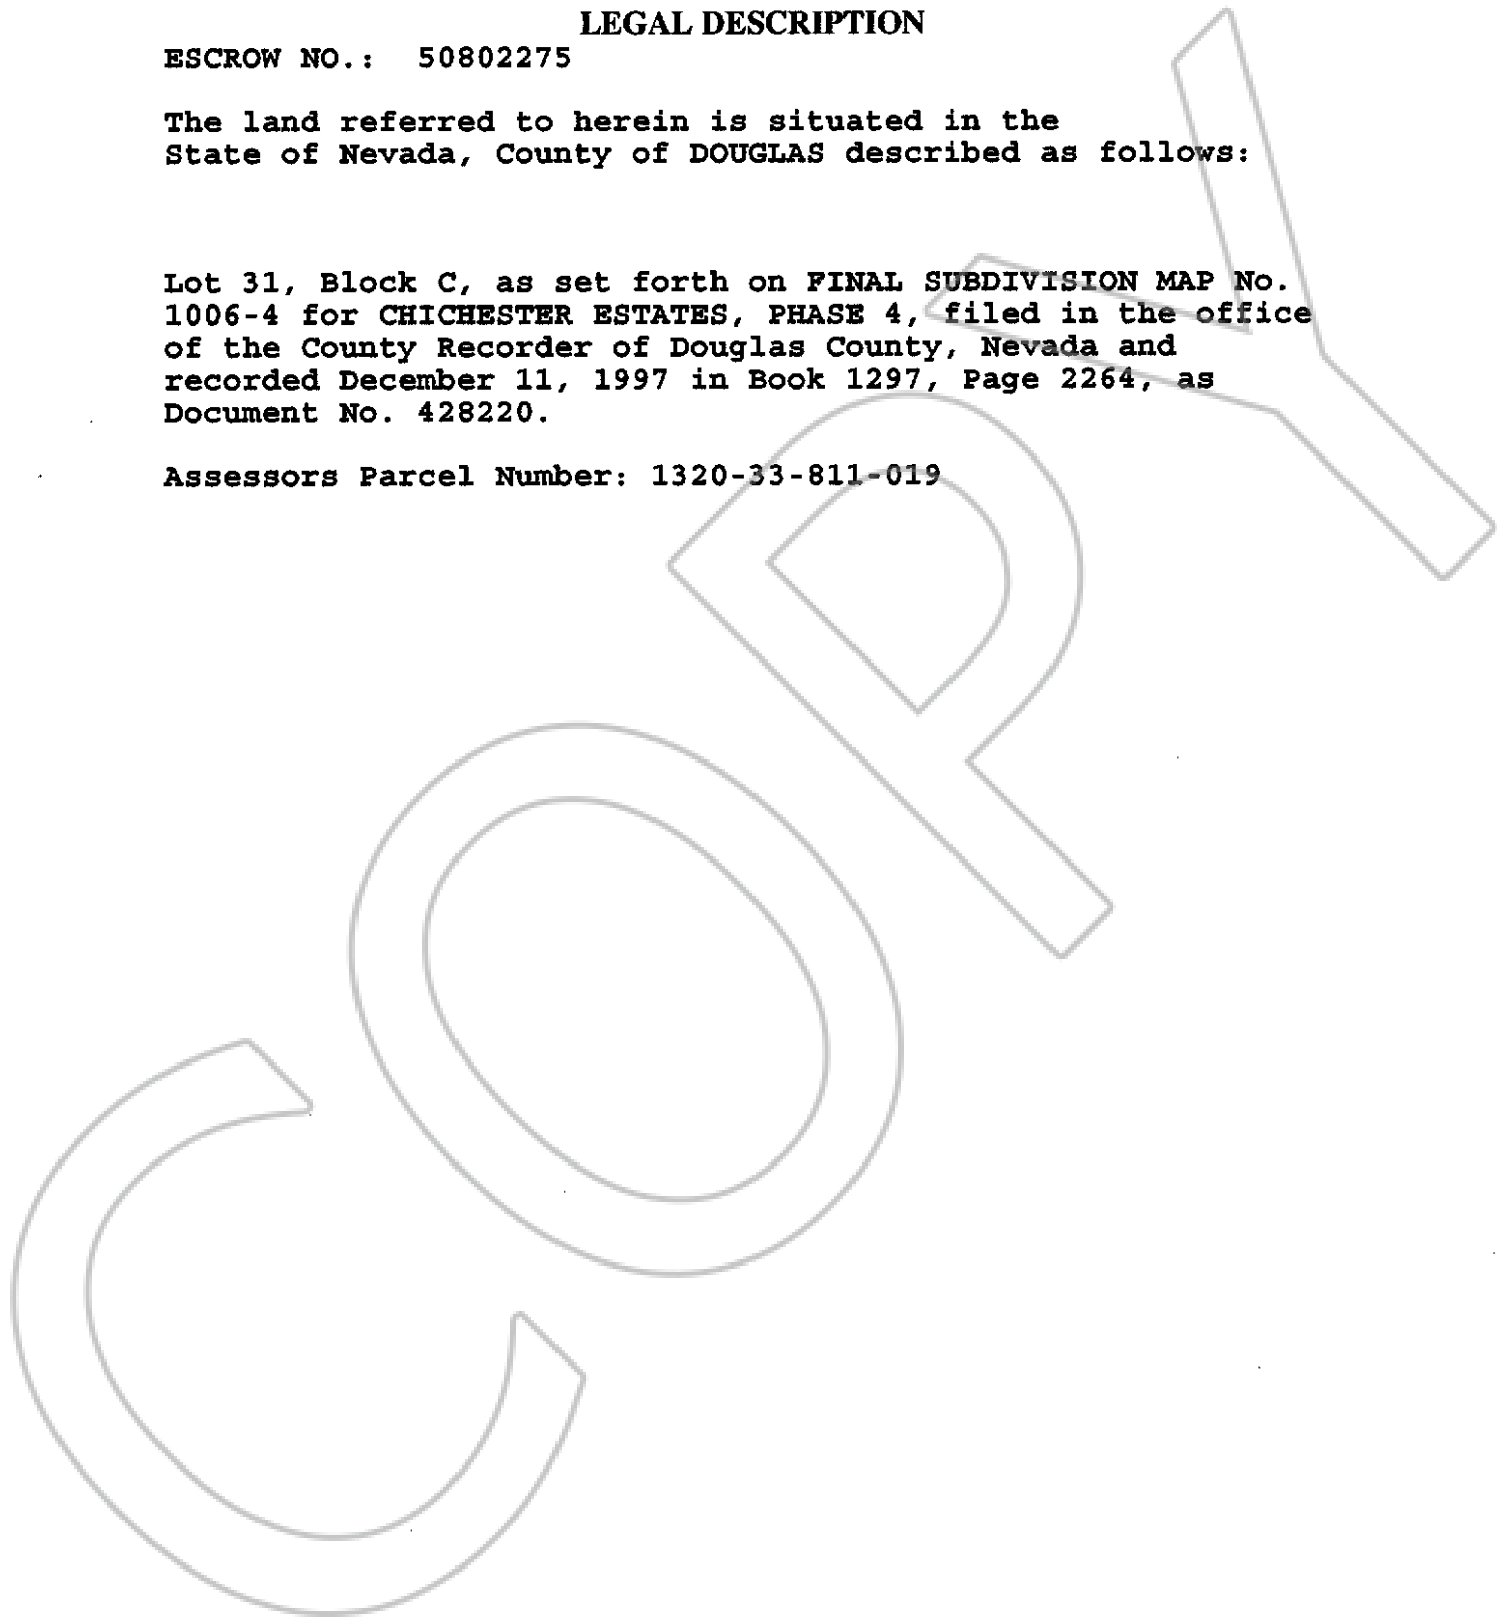 LEGAL DESCRIPTION
ESCROW NO.: 50802275
The land referred to herein is situated in the
State of Nevada, County of DOUGLAS described as follows:
Lot 31, Block C, as set forth on FINAL SUBDIVISION MAP No.
1006-4 for CHICHESTER ESTATES, PHASE 4, filed in the office
of the County Recorder of Douglas County, Nevada and
recorded December 11, 1997 in Book 1297, Page 2264, as
Document No. 428220.
Assessors Parcel Number: 1320-33-811-019
COPY